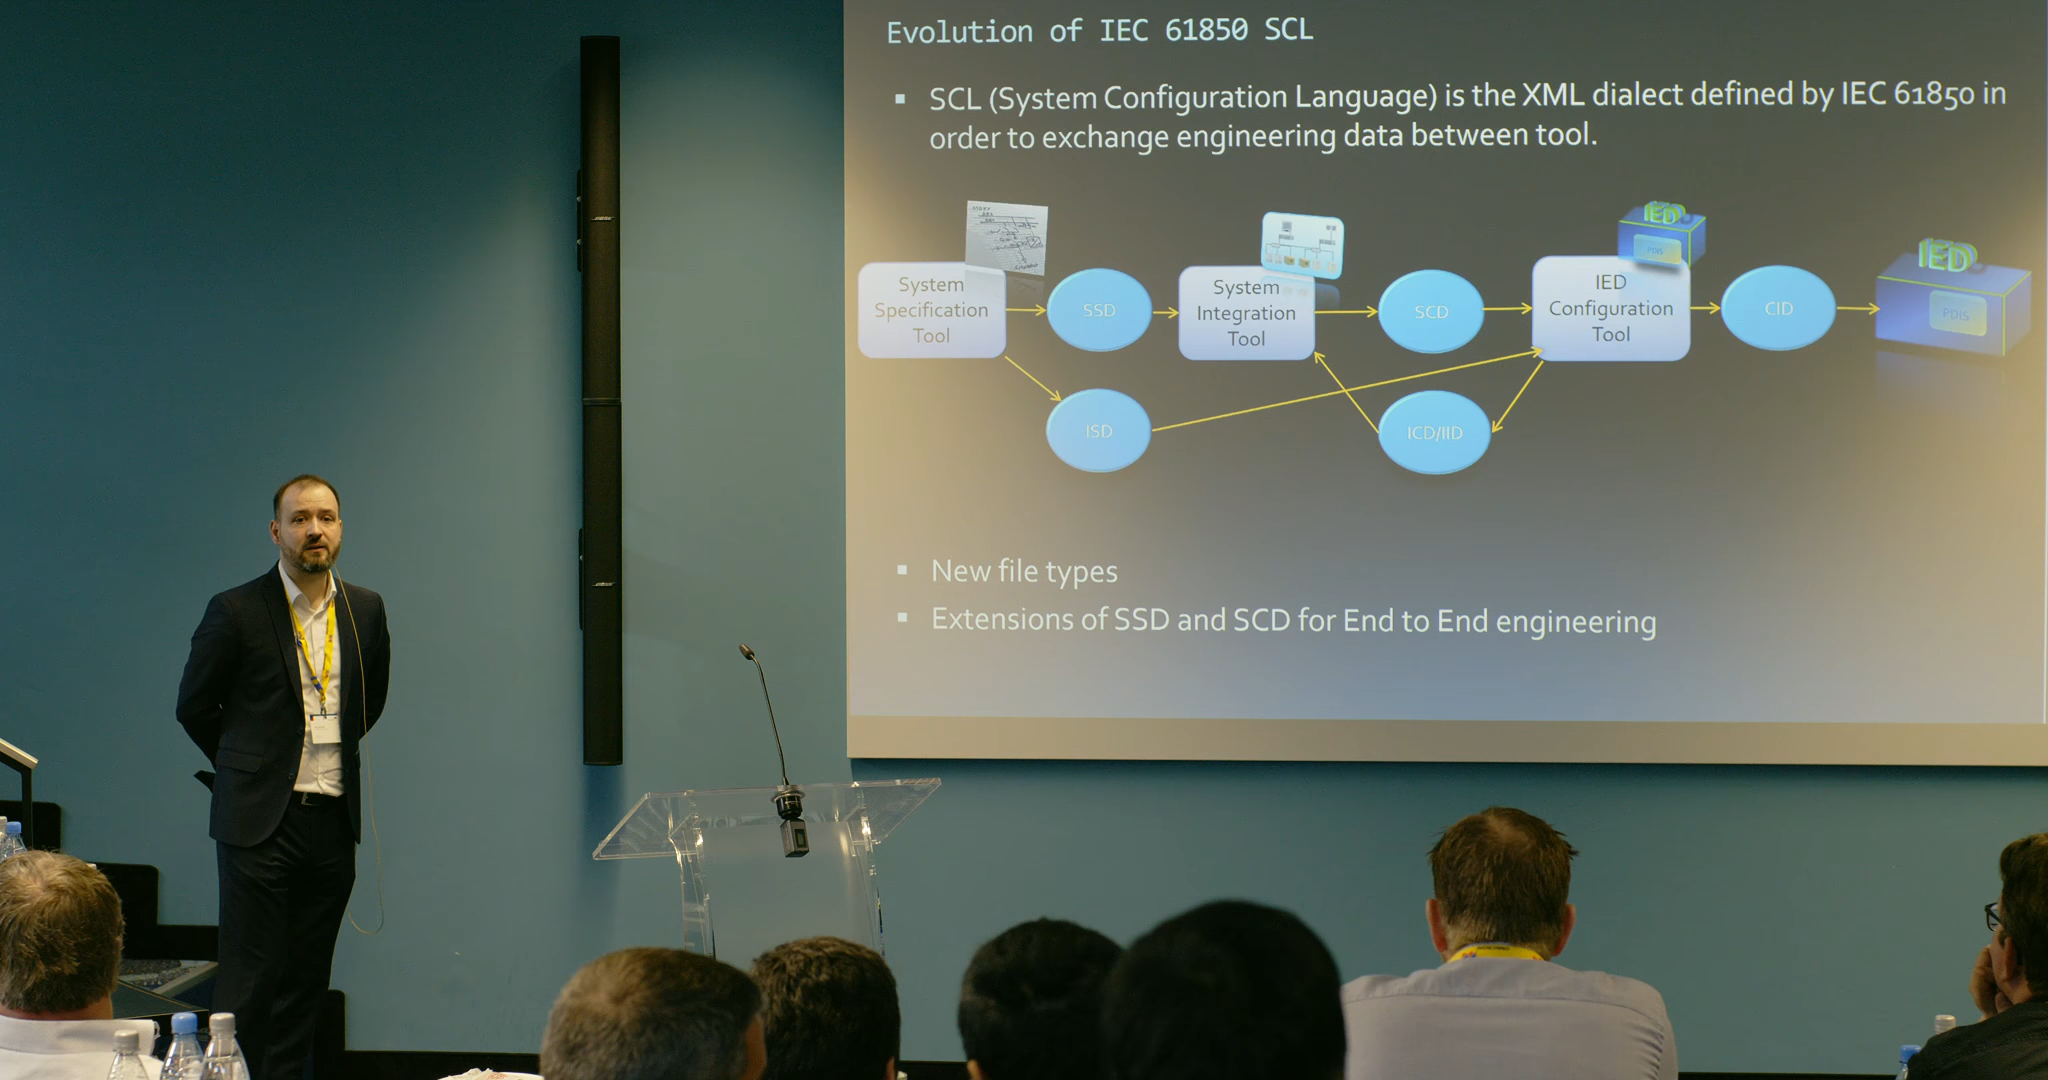 Evolution of IEC 61850 SCL
▪ SCL (System Configuration Language) is the XML dialect defined by IEC 61850 in
order to exchange engineering data between tool.
System
Specification
Tool
SSD
System
Integration
Tool
SCD
IED
PDIS
IED
Configuration
Tool
CID
IED
PDIS
ISD
ICD/IID
▪ New file types
▪ Extensions of SSD and SCD for End to End engineering